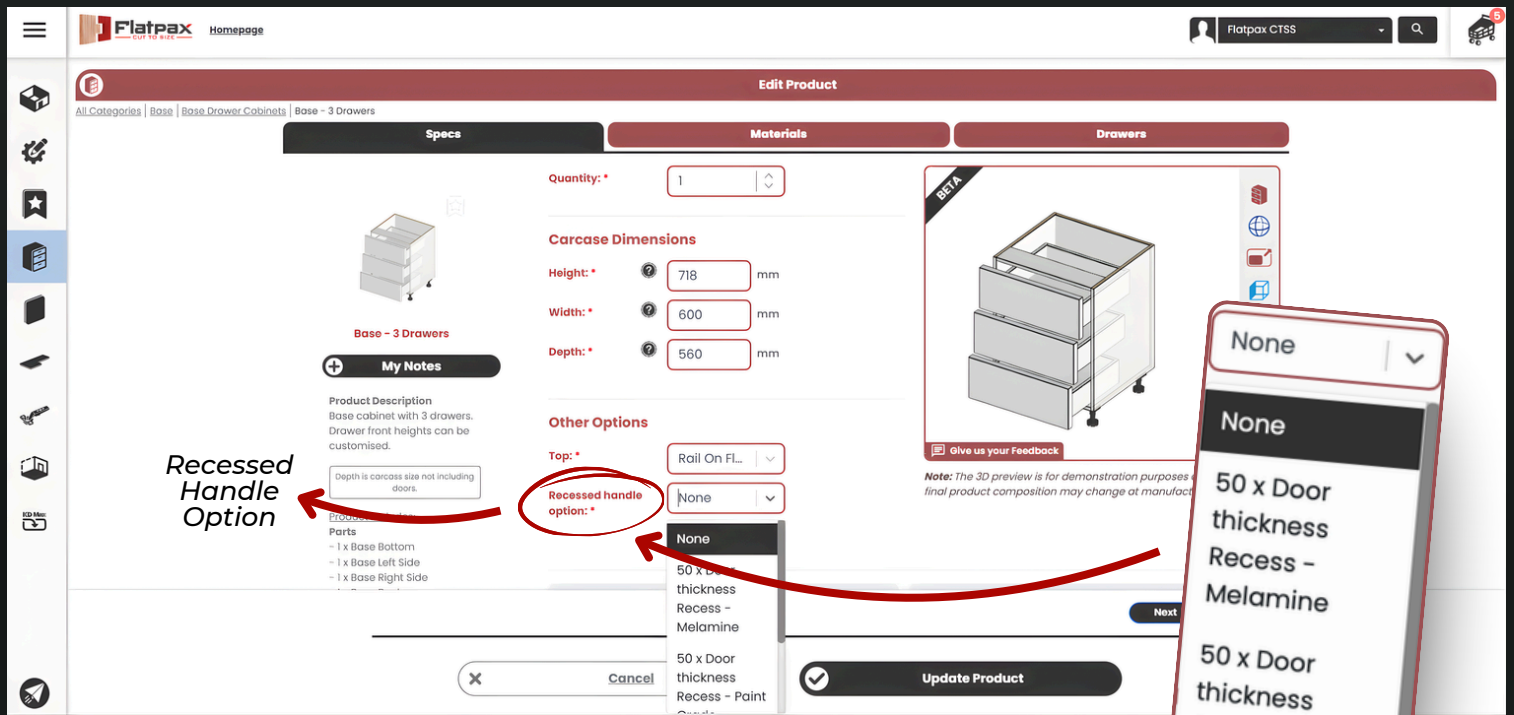 Flatpax
CUT TO SIZE
Homepage
Flatpax CTSS
5
Edit Product
All Categories | Base | Base Drawer Cabinets | Base - 3 Drawers
Specs
Materials
Drawers
Base - 3 Drawers
My Notes
Product Description
Base cabinet with 3 drawers.
Drawer front heights can be
customised.
Depth is carcass size not including
doors.
Parts
- 1 x Base Bottom
- 1 x Base Left Side
- 1 x Base Right Side
Recessed
Handle
Option
KD Max
Quantity: *
1
Carcase Dimensions
Height: *
718
mm
Width: *
600
mm
Depth: *
560
mm
Other Options
Top: *
Rail On Fl...
Recessed handle
option: *
None
None
50 x Door
thickness
Recess -
Melamine
50 x Door
thickness
Recess - Paint
BETA
Give us your Feedback
Note: The 3D preview is for demonstration purposes
final product composition may change at manufact
None
None
50 x Door
thickness
Recess -
Melamine
50 x Door
thickness
Next
Cancel
Update Product